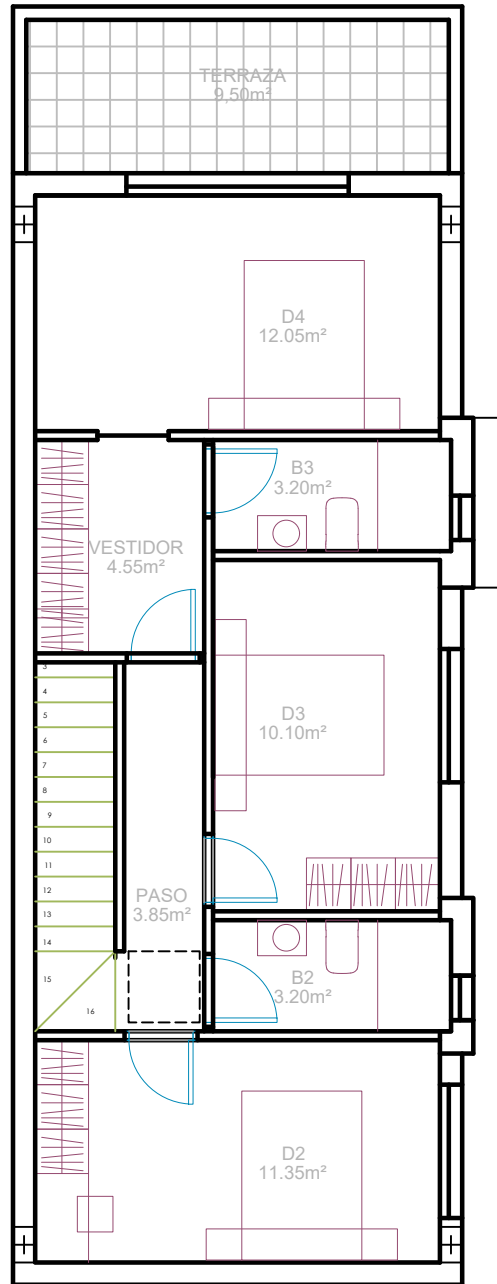 TERRAZA
9,50m²
D4
12.05m²
B3
3.20m²
VESTIDOR
4.55m²
3
4
5
6
7
8
9
10
11
12
13
14
15
16
D3
10.10m²
PASO
3.85m²
B2
3.20m²
D2
11.35m²